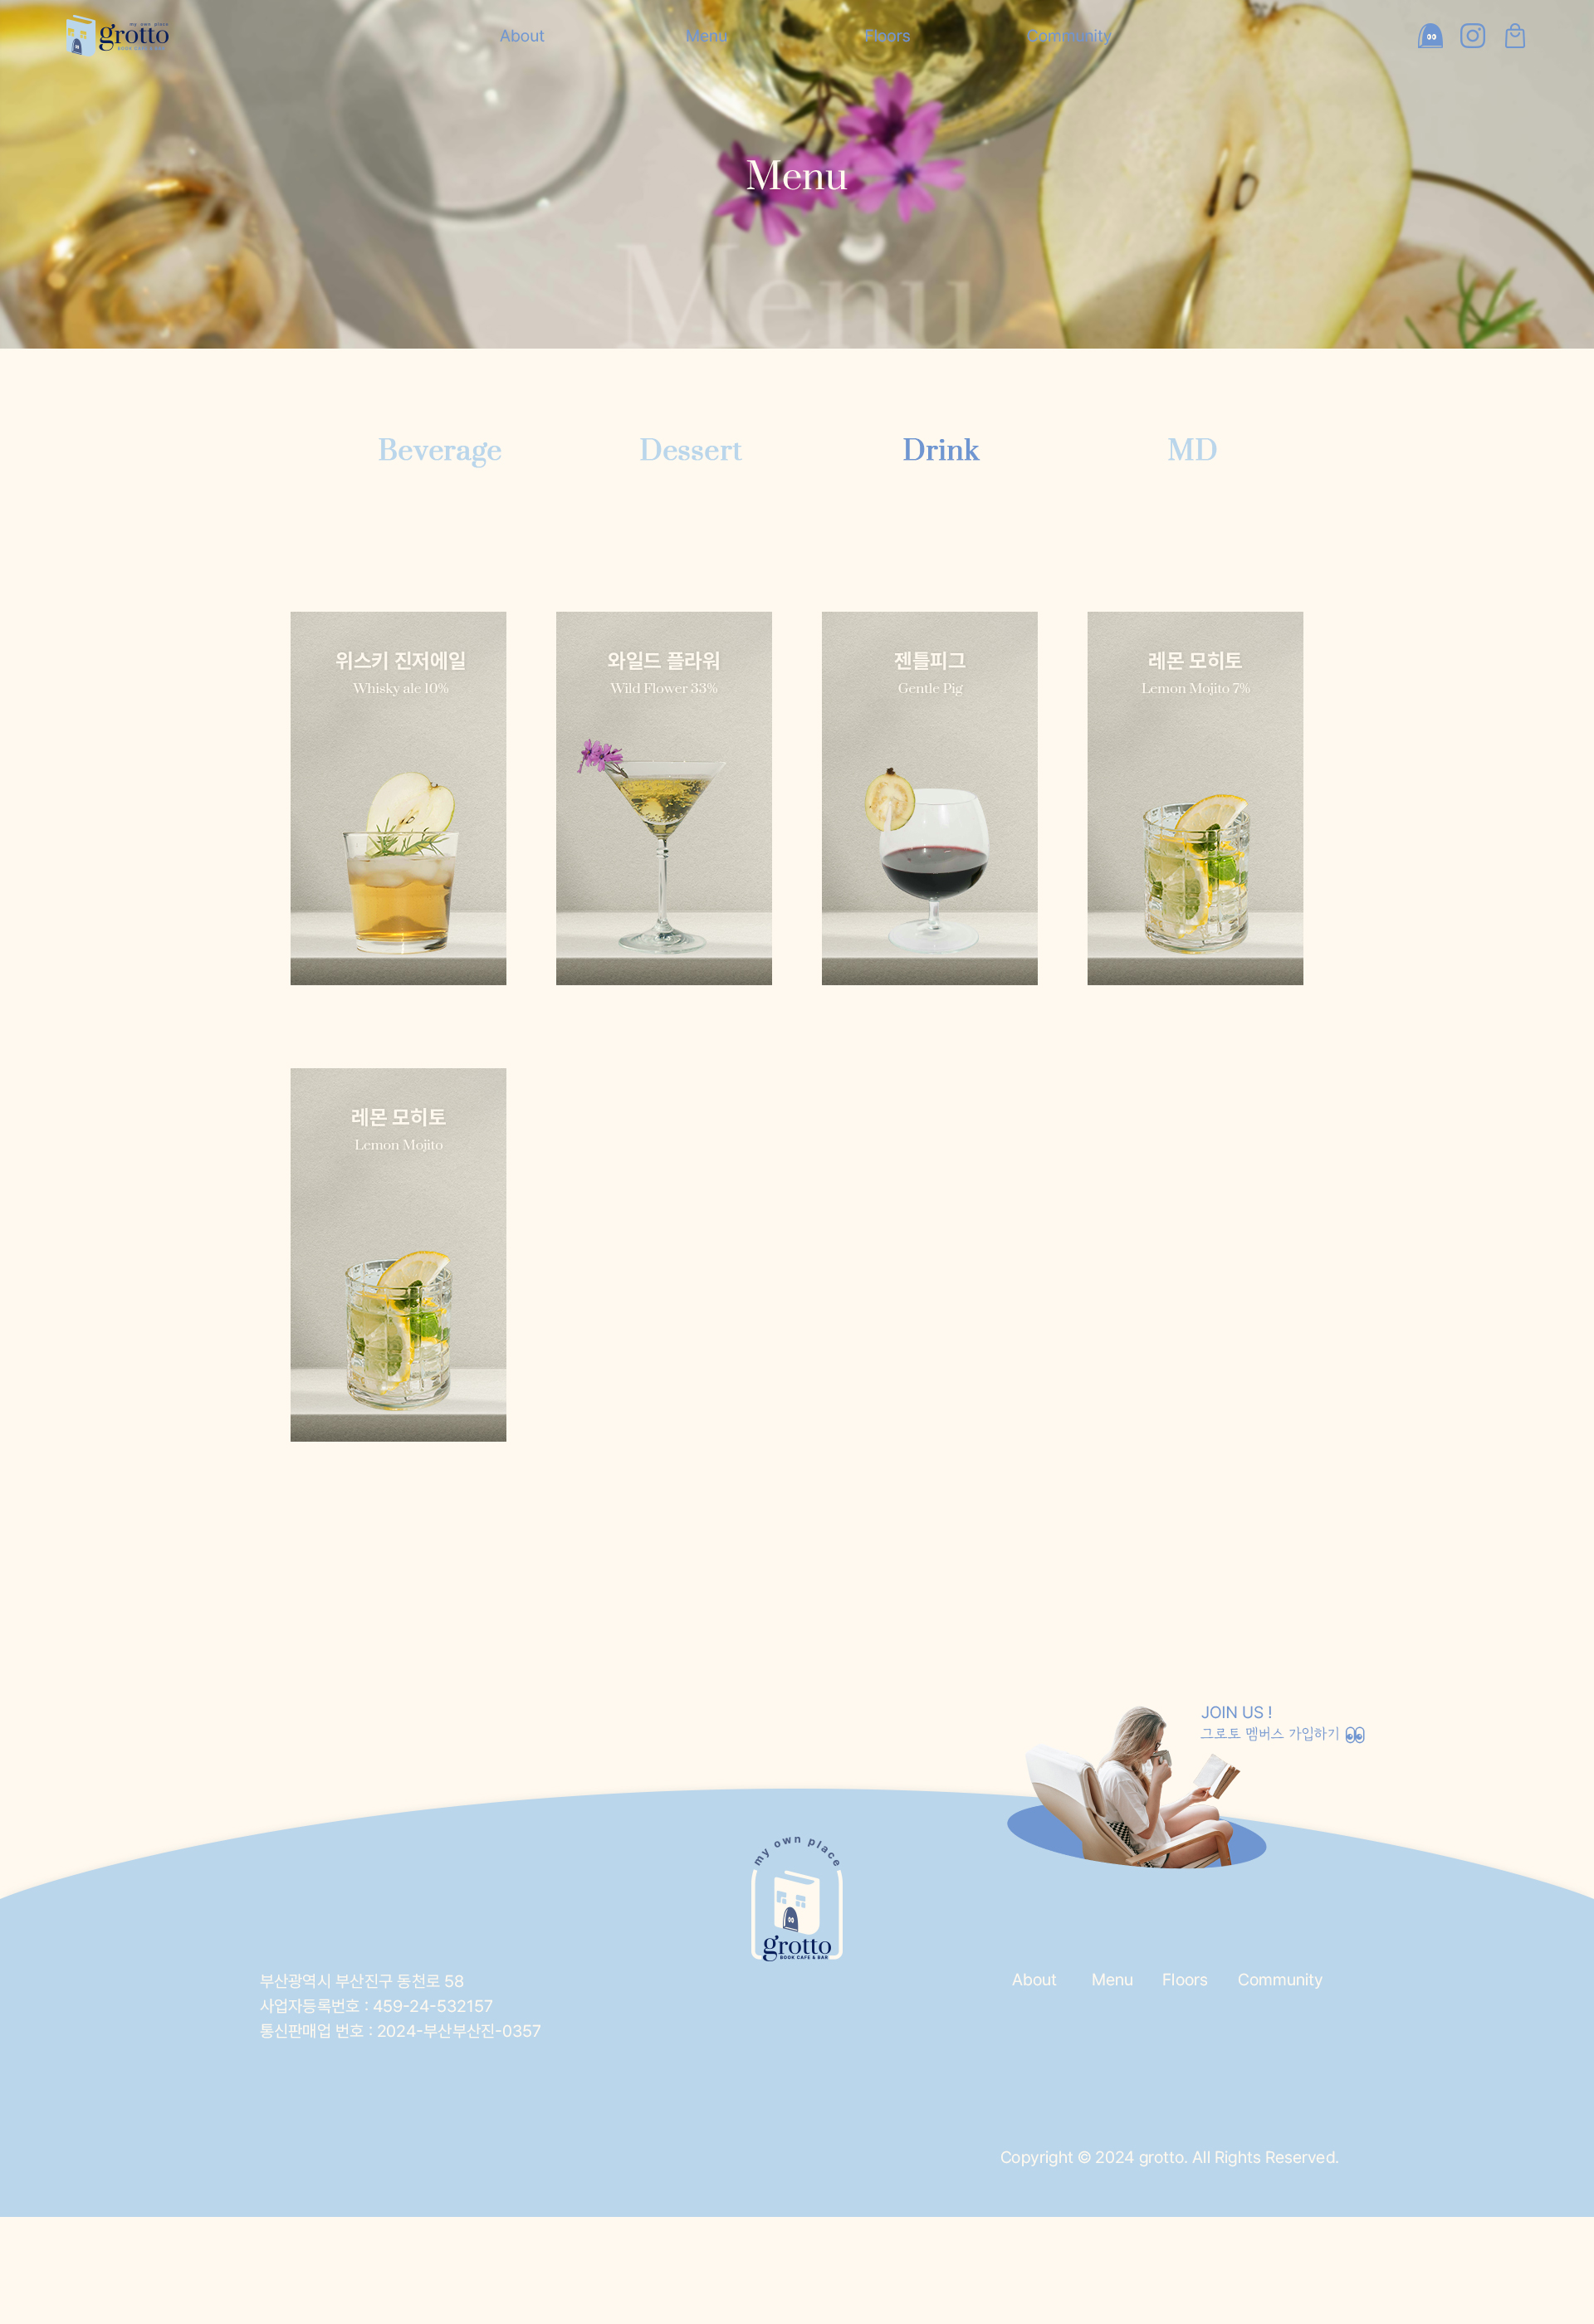 my own place
grotto
About
Menu
Floors
Community
Menu
Menu
Beverage
Dessert
Drink
MD
위스키 진저에일
Whisky ale 10%
와일드 플라워
Wild Flower 33%
젠틀피그
Gentle Pig
레몬 모히토
Lemon Mojito 7%
레몬 모히토
Lemon Mojito
JOIN US !
그로토 멤버스 가입하기
my own place
grotto
BOOK CAFE & BAR
부산광역시 부산진구 동천로 58
사업자등록번호 : 459-24-532157
통신판매업 번호 : 2024-부산부산진-0357
About
Menu
Floors
Community
Copyright © 2024 grotto. All Rights Reserved.